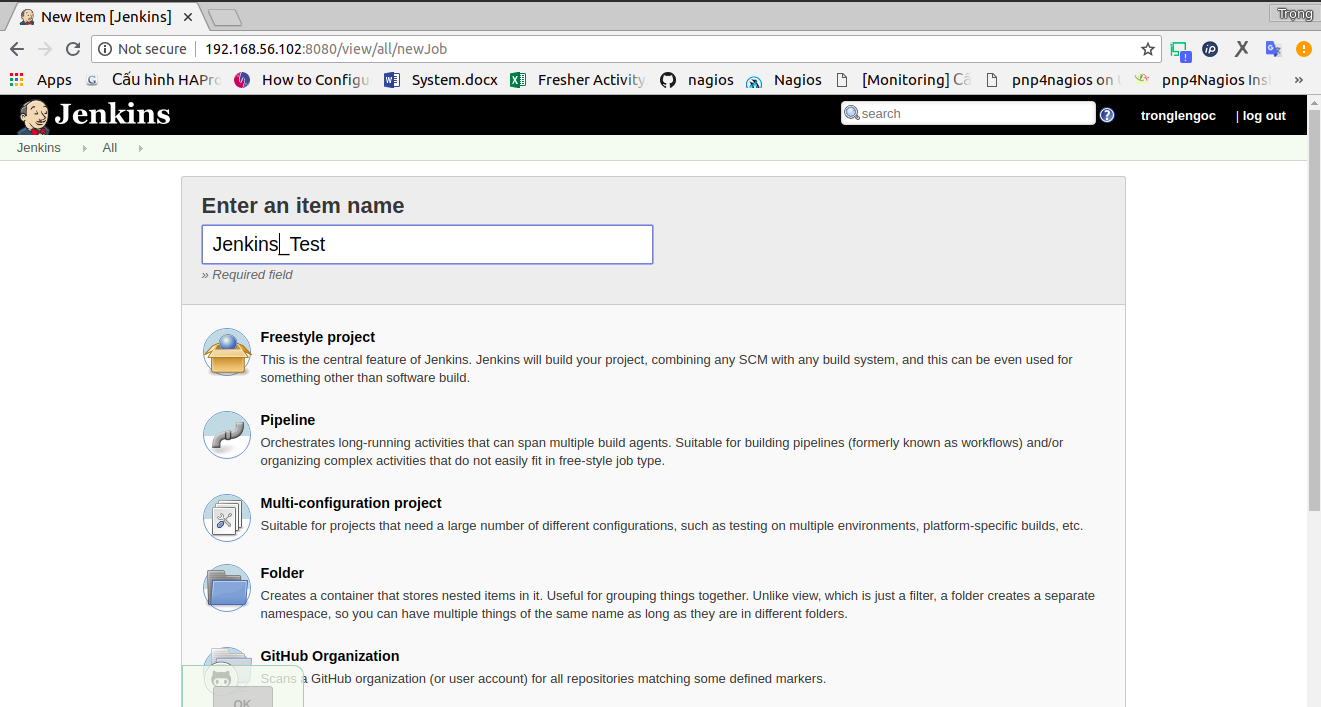 New Item [Jenkins]
Trong
Not secure 192.168.56.102:8080/view/all/newJob
Apps Cấu hình HAPro How to Configu System.docx Fresher Activity nagios Nagios [Monitoring] Cá pnp4nagios on pnp4Nagios Ins »
Jenkins search ? tronglengoc | log out
Jenkins All
Enter an item name
Jenkins_Test
» Required field
Freestyle project
This is the central feature of Jenkins. Jenkins will build your project, combining any SCM with any build system, and this can be even used for
something other than software build.
Pipeline
Orchestrates long-running activities that can span multiple build agents. Suitable for building pipelines (formerly known as workflows) and/or
organizing complex activities that do not easily fit in free-style job type.
Multi-configuration project
Suitable for projects that need a large number of different configurations, such as testing on multiple environments, platform-specific builds, etc.
Folder
Creates a container that stores nested items in it. Useful for grouping things together. Unlike view, which is just a filter, a folder creates a separate
namespace, so you can have multiple things of the same name as long as they are in different folders.
GitHub Organization
Scans a GitHub organization (or user account) for all repositories matching some defined markers.
OK